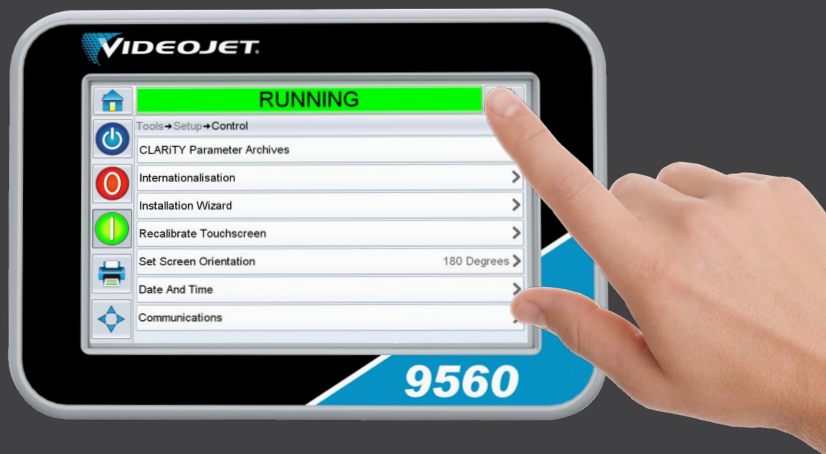 VIDEOJET.
RUNNING
Tools→Setup→Control
CLARiTY Parameter Archives
Internationalisation
Installation Wizard
Recalibrate Touchscreen
Set Screen Orientation 180 Degrees
Date And Time
Communications
9560